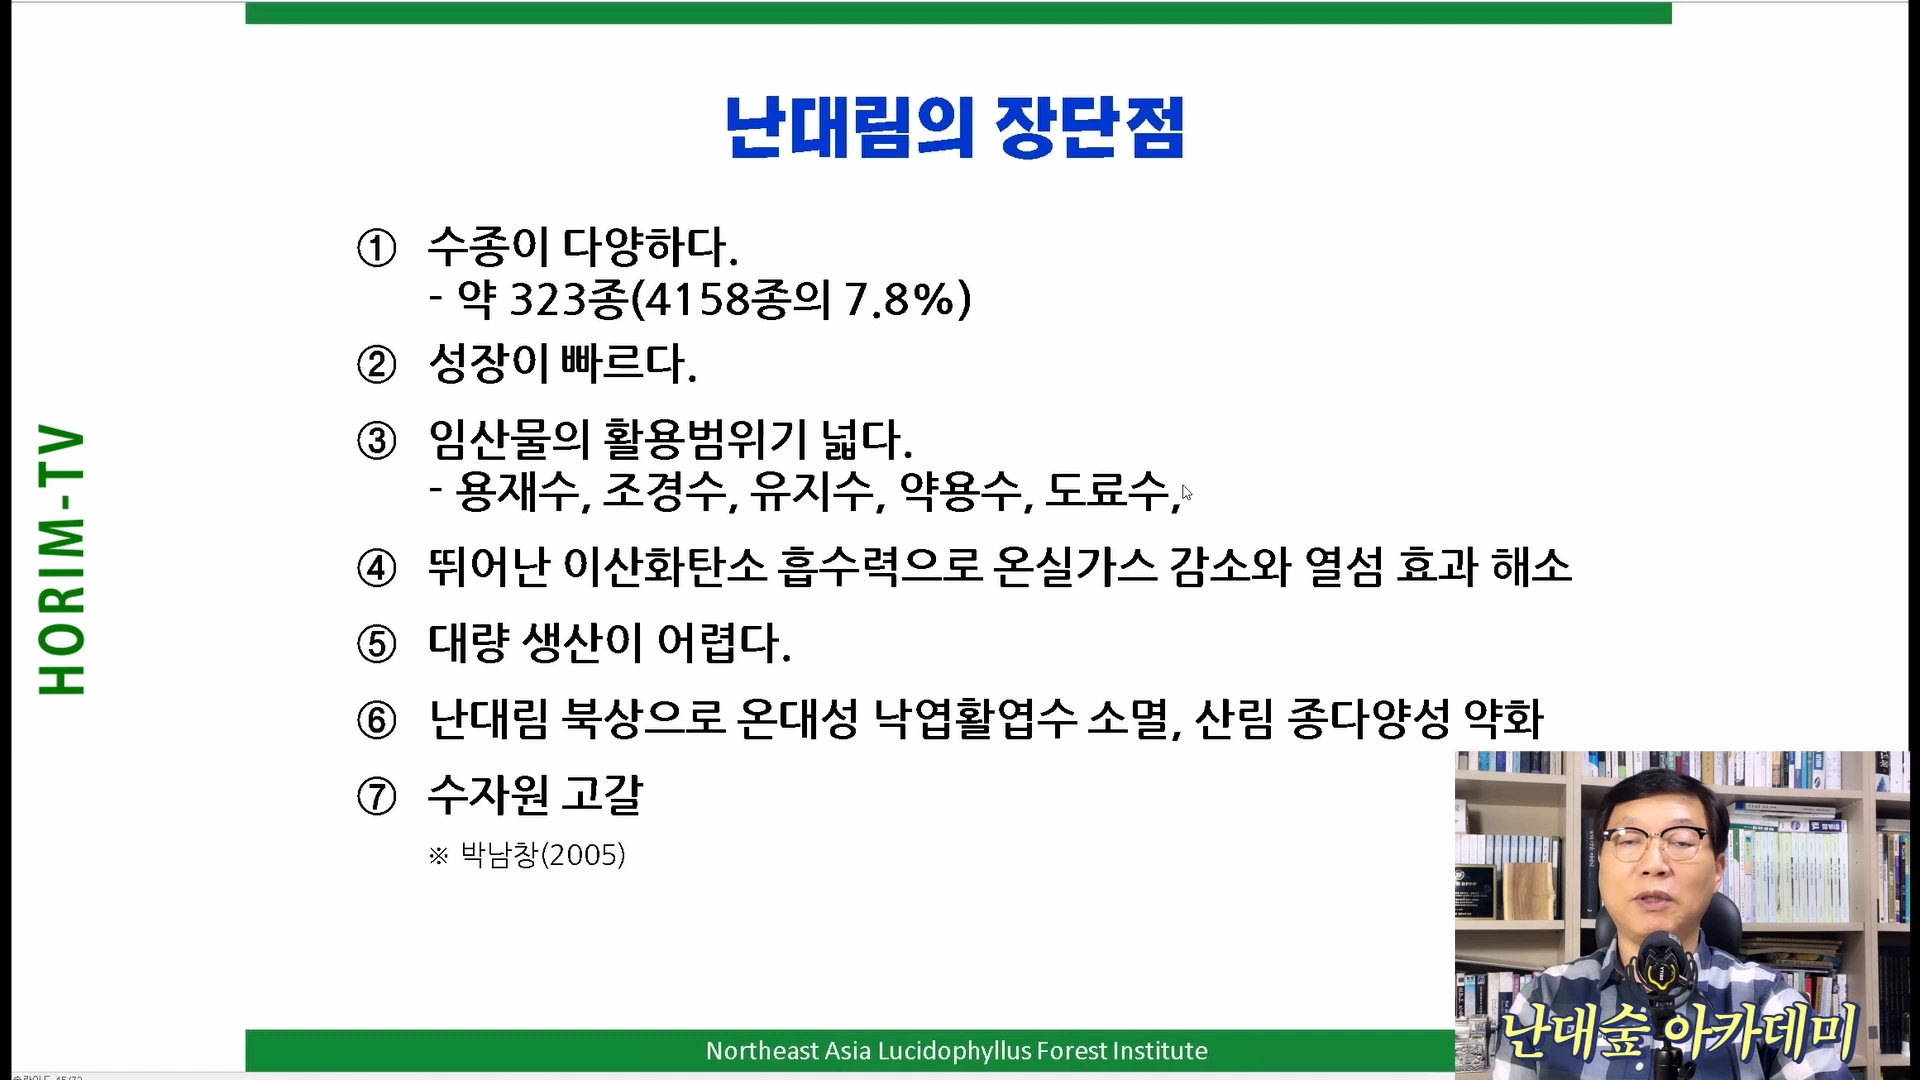 난대림의 장단점
① 수종이 다양하다.
- 약 323종(4158종의 7.8%)
② 성장이 빠르다.
③ 임산물의 활용범위기 넓다.
- 용재수, 조경수, 유지수, 약용수, 도료수,
④ 뛰어난 이산화탄소 흡수력으로 온실가스 감소와 열섬 효과 해소
⑤ 대량 생산이 어렵다.
⑥ 난대림 북상으로 온대성 낙엽활엽수 소멸, 산림 종다양성 약화
⑦ 수자원 고갈
※ 박남창(2005)
HORIM-TV
Northeast Asia Lucidophyllus Forest Institute
난대숲 아카데미